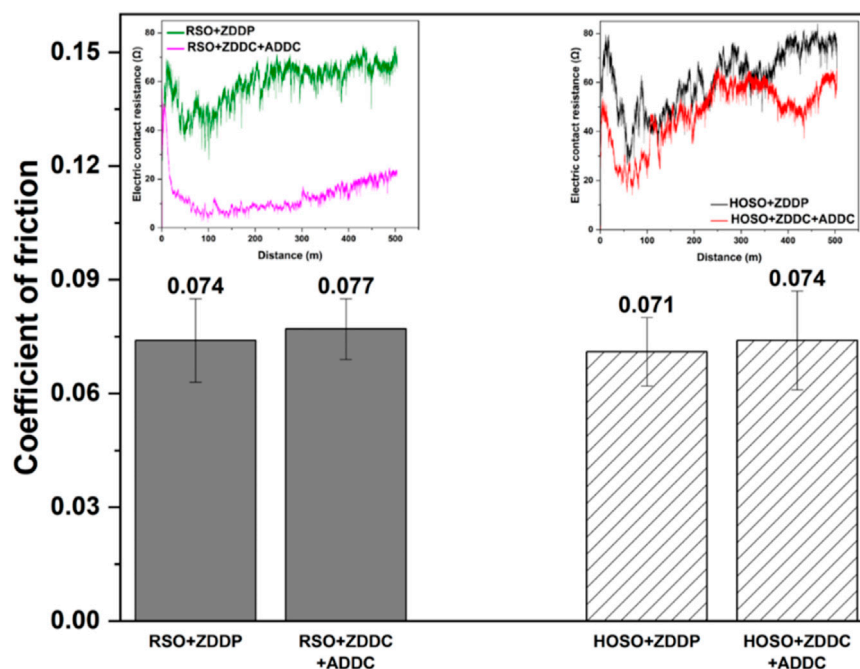 Coefficient of friction
0.15
0.12
0.09
0.06
0.03
0.00
Electric contact resistance (Ω)
80
60
40
20
0
RSO+ZDDP
RSO+ZDDC+ADDC
0
100
200
300
400
500
Distance (m)
Electric contact resistance (Ω)
80
60
40
20
0
HOSO+ZDDP
HOSO+ZDDC+ADDC
0
100
200
300
400
500
Distance (m)
0.074
0.077
0.071
0.074
RSO+ZDDP
RSO+ZDDC
+ADDC
HOSO+ZDDP
HOSO+ZDDC
+ADDC